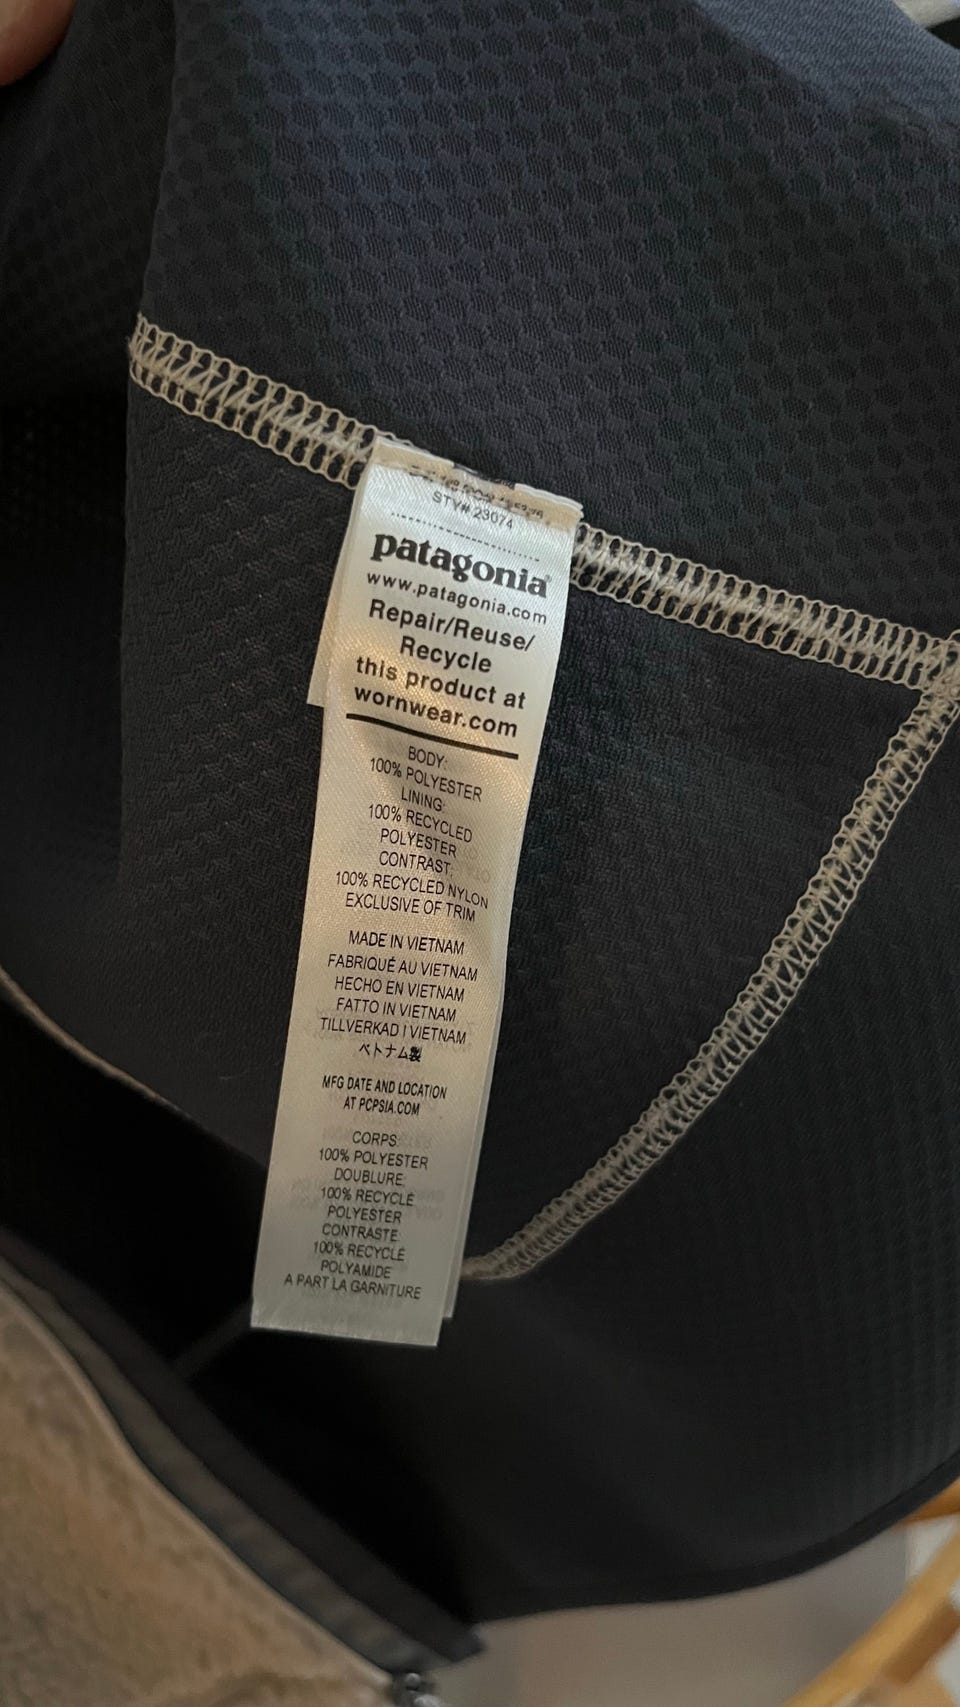 STY# 23074
patagonia®
www.patagonia.com
Repair/Reuse/
Recycle
this product at
wornwear.com
BODY:
100% POLYESTER
LINING:
100% RECYCLED
POLYESTER
CONTRAST:
100% RECYCLED NYLON
EXCLUSIVE OF TRIM
MADE IN VIETNAM
FABRIQUÉ AU VIETNAM
HECHO EN VIETNAM
FATTO IN VIETNAM
TILLVERKAD I VIETNAM
ベトナム製
MFG DATE AND LOCATION
AT PCPSIA.COM
CORPS:
100% POLYESTER
DOUBLURE:
100% RECYCLÉ
POLYESTER
CONTRASTE:
100% RECYCLÉ
POLYAMIDE
A PART LA GARNITURE